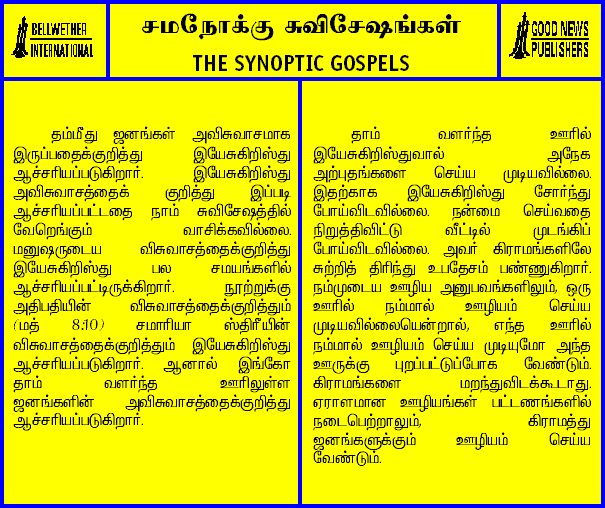 BELLWETHER
INTERNATIONAL
சமநோக்கு சுவிசேஷங்கள்
THE SYNOPTIC GOSPELS
GOOD NEWS
PUBLISHERS
தம்மீது ஜனங்கள் அவிசுவாசமாக
இருப்பதைக்குறித்து இயேசுகிறிஸ்து
ஆச்சரியப்படுகிறார். இயேசுகிறிஸ்து
அவிசுவாசத்தைக் குறித்து இப்படி
ஆச்சரியப்பட்டதை நாம் சுவிசேஷத்தில்
வேறெங்கும் வாசிக்கவில்லை.
மனுஷருடைய விசுவாசத்தைக்குறித்து
இயேசுகிறிஸ்து பல சமயங்களில்
ஆச்சரியப்பட்டிருக்கிறார். நூற்றுக்கு
அதிபதியின் விசுவாசத்தைக்குறித்தும்
(மத் 8:10) சமாரியா ஸ்திரீயின்
விசுவாசத்தைக்குறித்தும் இயேசுகிறிஸ்து
ஆச்சரியப்படுகிறார். ஆனால் இங்கோ
தாம் வளர்ந்த ஊரிலுள்ள
ஜனங்களின் அவிசுவாசத்தைக்குறித்து
ஆச்சரியப்படுகிறார்.
தாம் வளர்ந்த ஊரில்
இயேசுகிறிஸ்துவால் அநேக
அற்புதங்களை செய்ய முடியவில்லை.
இதற்காக இயேசுகிறிஸ்து சோர்ந்து
போய்விடவில்லை. நன்மை செய்வதை
நிறுத்திவிட்டு வீட்டில் முடங்கிப்
போய்விடவில்லை. அவர் கிராமங்களிலே
சுற்றித் திரிந்து உபதேசம் பண்ணுகிறார்.
நம்முடைய ஊழிய அனுபவங்களிலும், ஒரு
ஊரில் நம்மால் ஊழியம் செய்ய
முடியவில்லையென்றால், எந்த ஊரில்
நம்மால் ஊழியம் செய்ய முடியுமோ அந்த
ஊருக்கு புறப்பட்டுப்போக வேண்டும்.
கிராமங்களை மறந்துவிடக்கூடாது.
ஏராளமான ஊழியங்கள் பட்டணங்களில்
நடைபெற்றாலும், கிராமத்து
ஜனங்களுக்கும் ஊழியம் செய்ய
வேண்டும்.